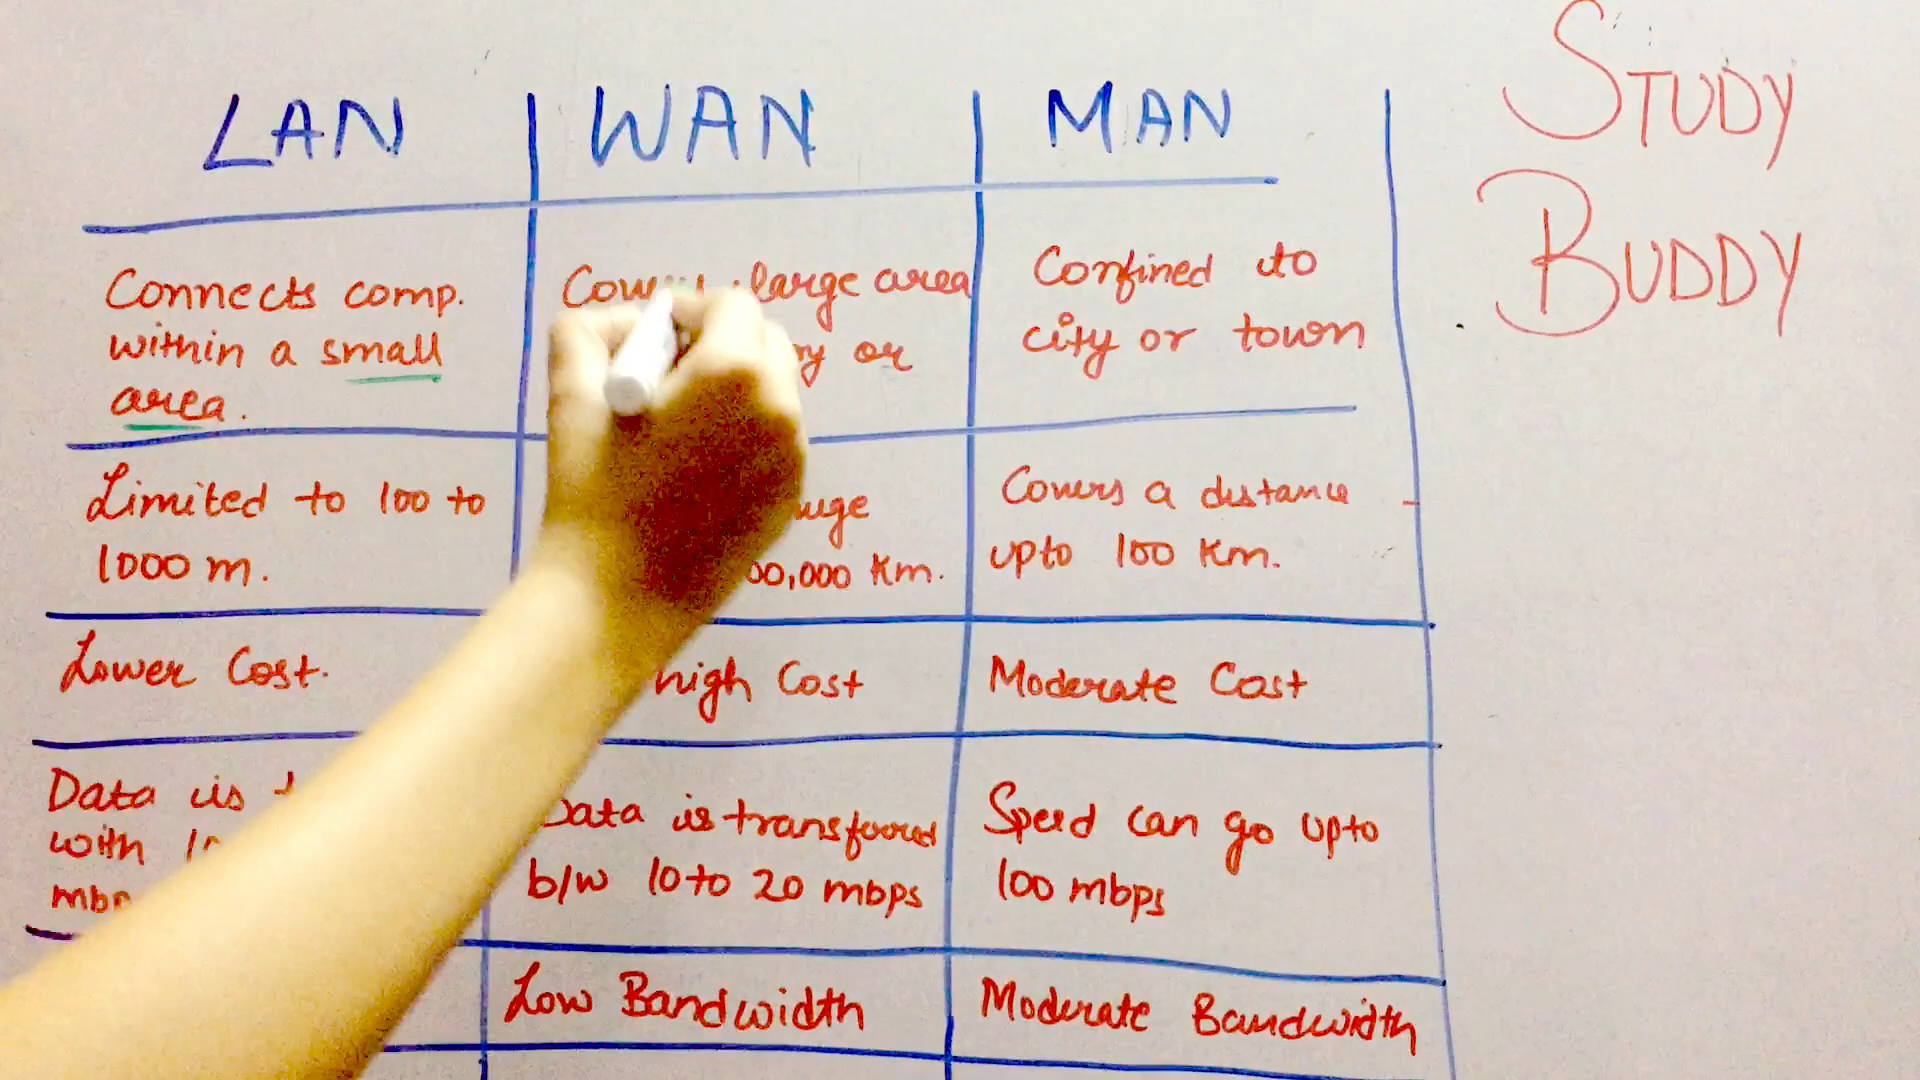 LAN WAN MAN
STUDY
BUDDY
Connects comp.
within a small
area.
large area
or
Confined to
city or town
Limited to 100 to
1000 m.
Km.
Covers a distance
upto 100 Km.
Lower Cost.
high Cost
Moderate Cost
Data is
with
Data is transferred
b/w 10 to 20 mbps
Speed can go upto
100 mbps
Low Bandwidth
Moderate Bandwidth